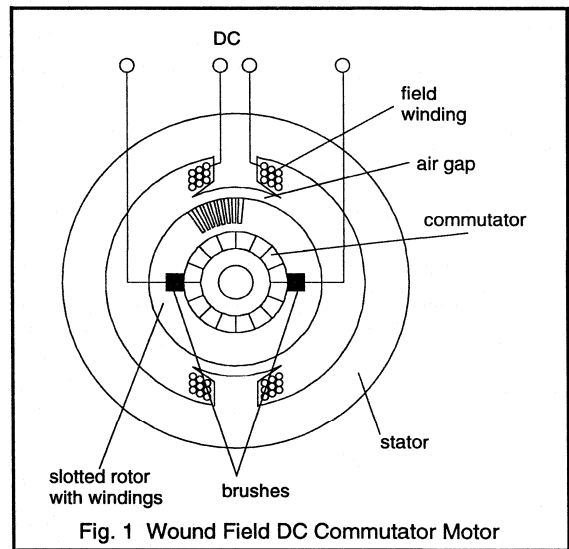 DC
field
winding
air gap
commutator
stator
slotted rotor
with windings
brushes
Fig. 1 Wound Field DC Commutator Motor